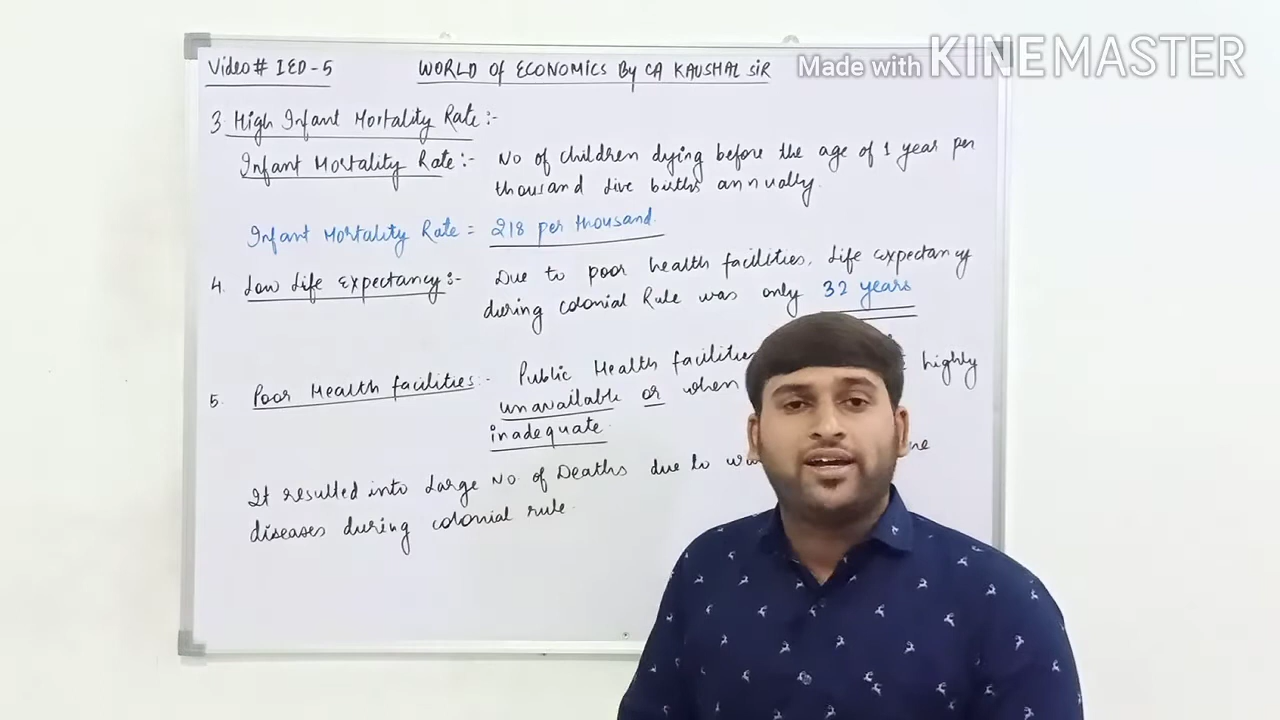 Made with KINEMASTER
Video# IED-5 WORLD of ECONOMICS By CA KAUSHAL SIR
3 High Infant Mortality Rate:-
Infant Mortality Rate:- No of children dying before the age of 1 year per
thousand live births annually.
Infant Mortality Rate = 218 per thousand.
4. Low Life Expectancy:- Due to poor health facilities, Life expectancy
during colonial Rule was only 32 years
5. Poor Health facilities:- Public Health facilities highly
unavailable or when
inadequate.
It resulted into Large No. of Deaths due to
diseases during colonial rule.